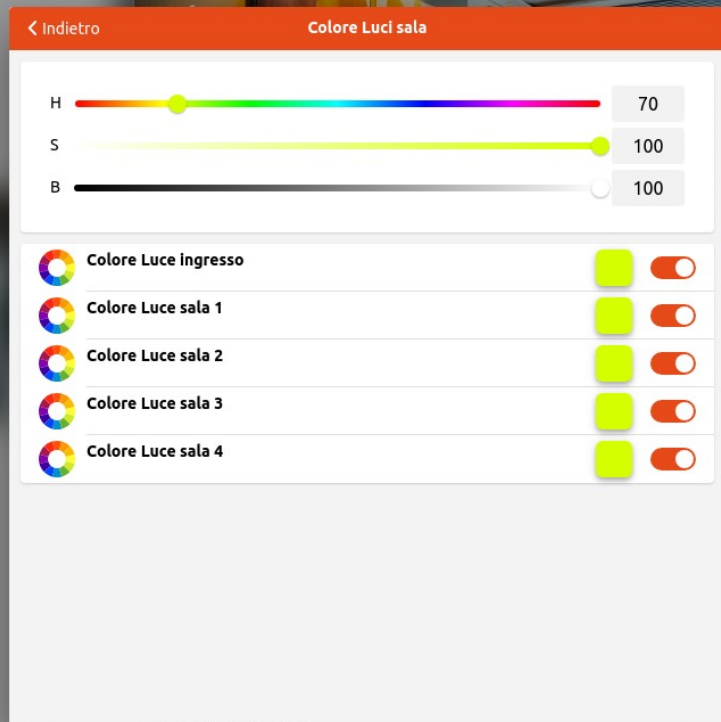 Indietro
Colore Luci sala
H 70
S 100
B 100
Colore Luce ingresso
Colore Luce sala 1
Colore Luce sala 2
Colore Luce sala 3
Colore Luce sala 4